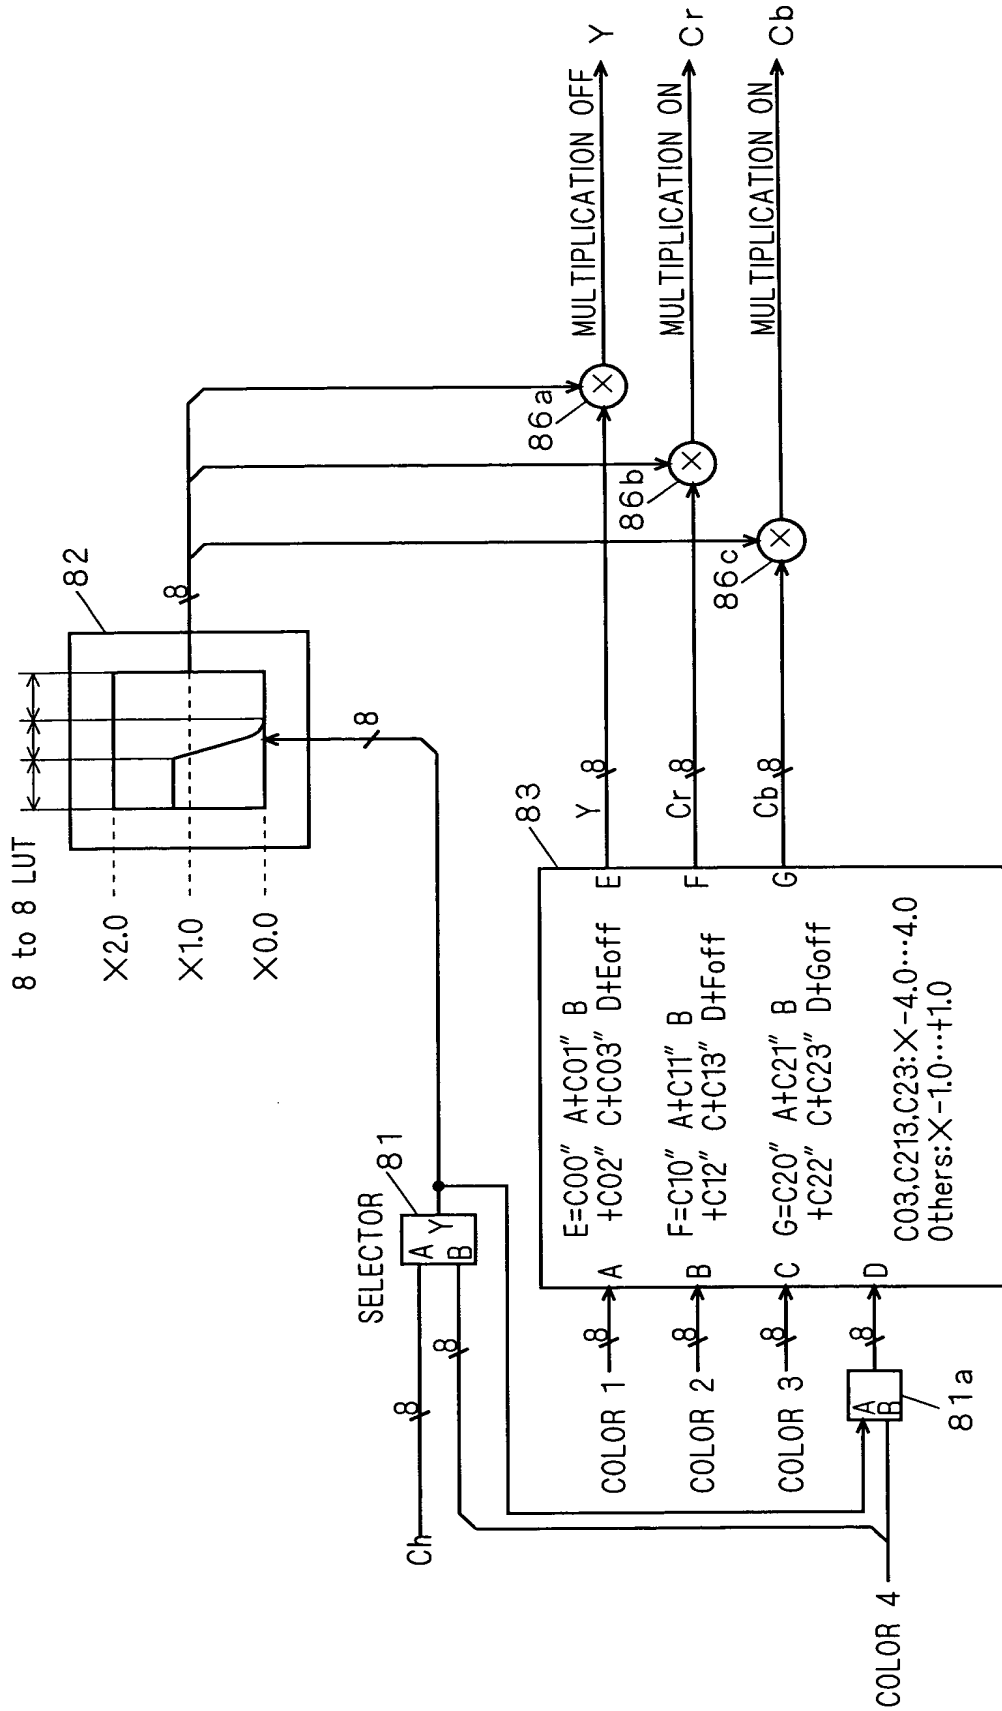 8 to 8 LUT
×2.0
×1.0
×0.0
82
8
8
SELECTOR
81
A
Y
B
Ch
8
8
83
COLOR 1
8
A
COLOR 2
8
B
COLOR 3
8
C
COLOR 4
A
B
81a
8
D
E=C00" A+C01" B
+C02" C+C03" D+Eoff
F=C10" A+C11" B
+C12" C+C13" D+Foff
G=C20" A+C21" B
+C22" C+C23" D+Goff
C03,C213,C23:×-4.0···4.0
Others:×-1.0···+1.0
E
Y
8
F
Cr
8
G
Cb
8
×
86a
×
86b
×
86c
MULTIPLICATION OFF
Y
MULTIPLICATION ON
Cr
MULTIPLICATION ON
Cb